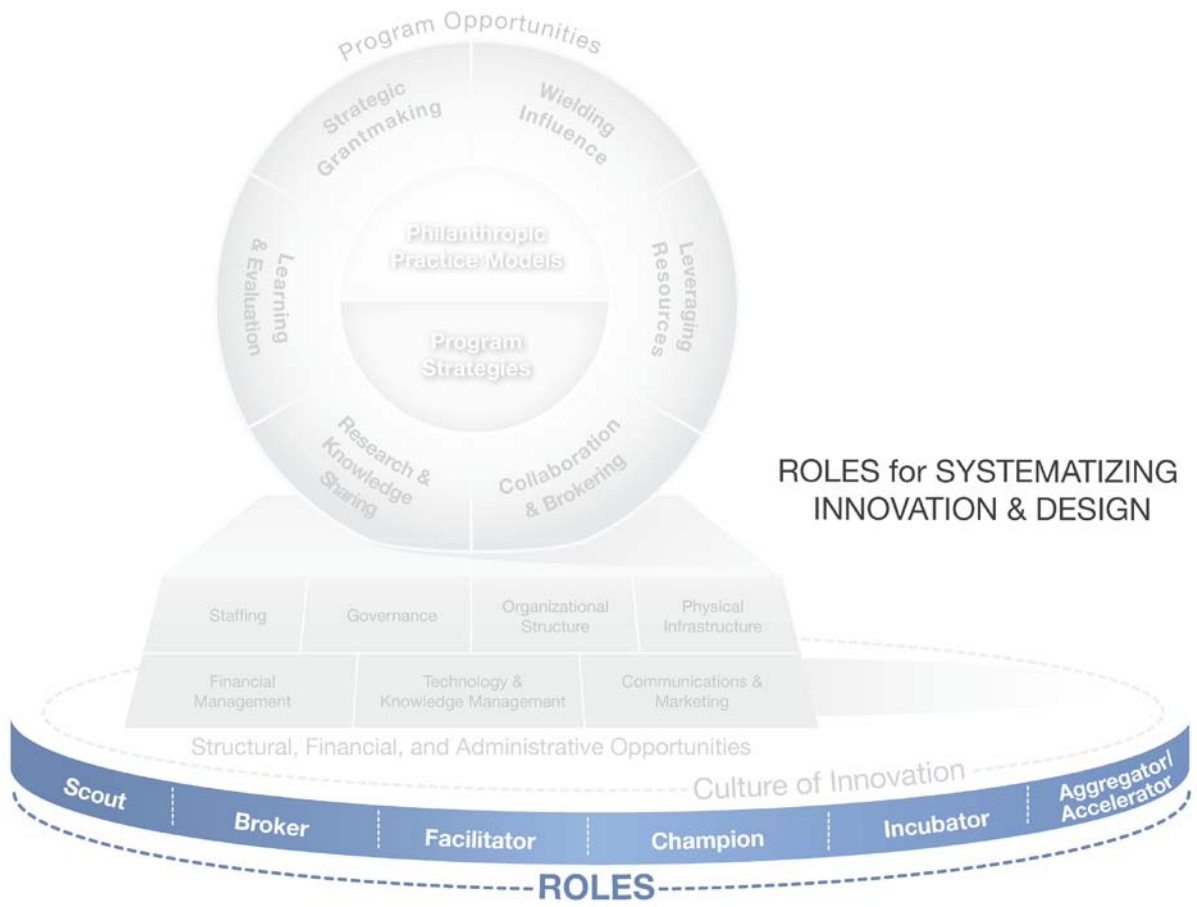 Program Opportunities
Strategic
Grantmaking
Wielding
Influence
Learning
& Evaluation
Philanthropic
Practice Models
Leveraging
Resources
Program
Strategies
Research &
Knowledge
Sharing
Collaboration
& Brokering
ROLES for SYSTEMATIZING
INNOVATION & DESIGN
Staffing
Governance
Organizational
Structure
Physical
Infrastructure
Financial
Management
Technology &
Knowledge Management
Communications &
Marketing
Structural, Financial, and Administrative Opportunities
Culture of Innovation
Scout
Broker
Facilitator
Champion
Incubator
Aggregator/
Accelerator
ROLES